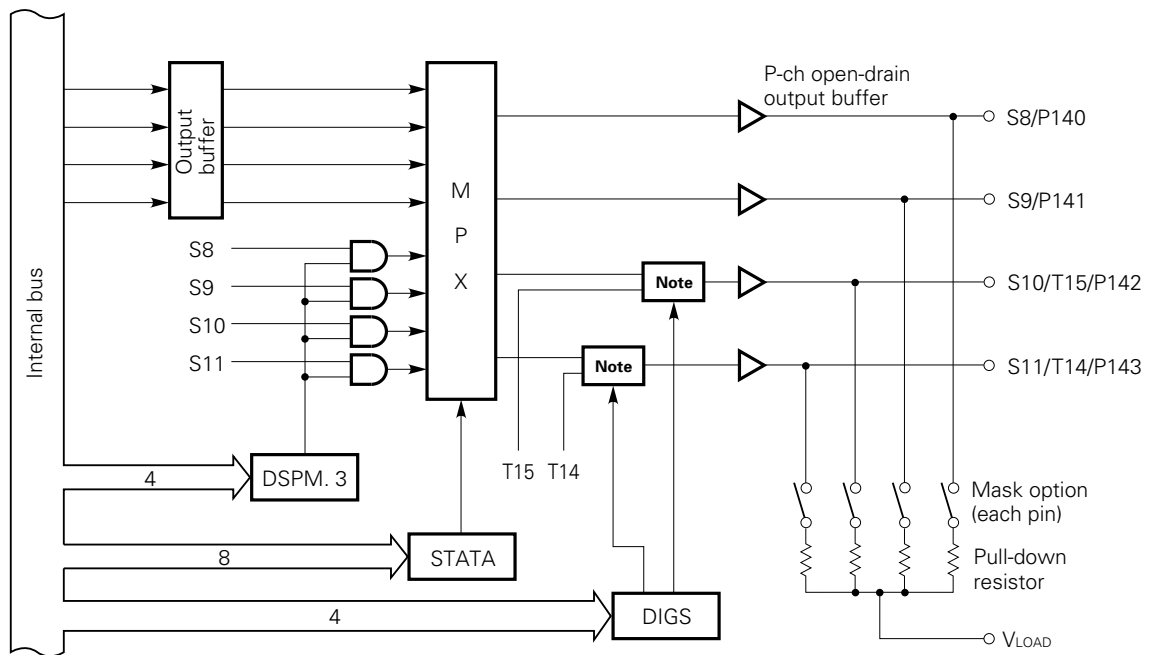 P-ch open-drain
output buffer
Output
buffer
S8/P140
M
P
X
S9/P141
S8
S9
S10
S11
Note
S10/T15/P142
Note
S11/T14/P143
Internal bus
T15 T14
4
DSPM. 3
Mask option
(each pin)
8
STATA
Pull-down
resistor
4
DIGS
VLOAD